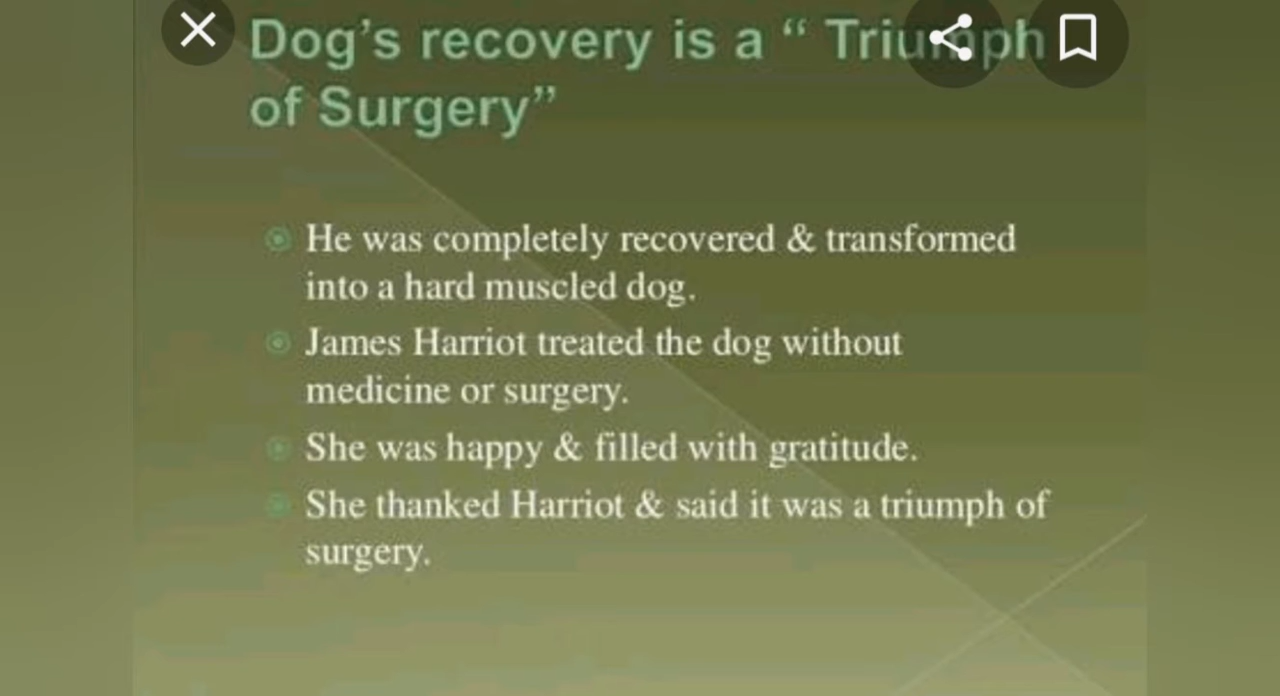 Dog's recovery is a “ Triumph
of Surgery”
He was completely recovered & transformed
into a hard muscled dog.
James Harriot treated the dog without
medicine or surgery.
She was happy & filled with gratitude.
She thanked Harriot & said it was a triumph of
surgery.